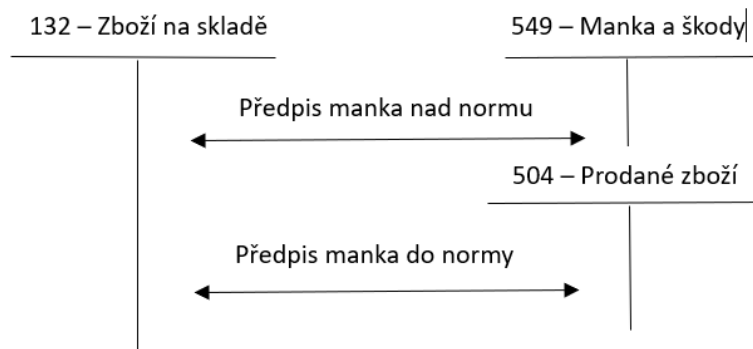 132 – Zboží na skladě
549 – Manka a škody
Předpis manka nad normu
504 – Prodané zboží
Předpis manka do normy